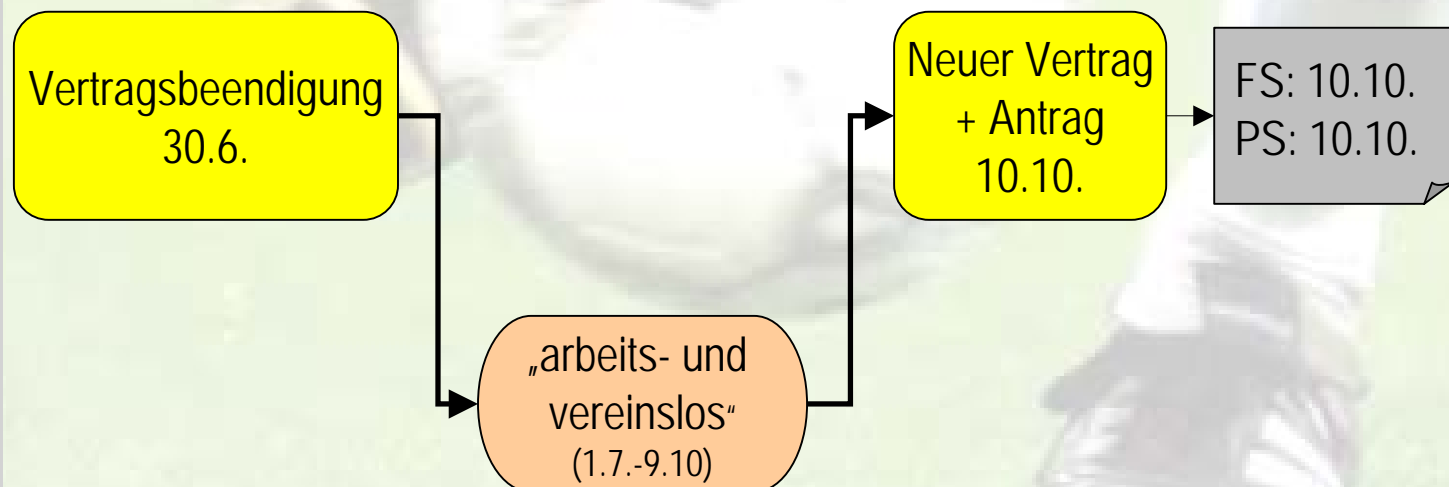 Vertragsbeendigung
30.6.
Neuer Vertrag
+ Antrag
10.10.
FS: 10.10.
PS: 10.10.
„arbeits- und
vereinslos“
(1.7.-9.10)